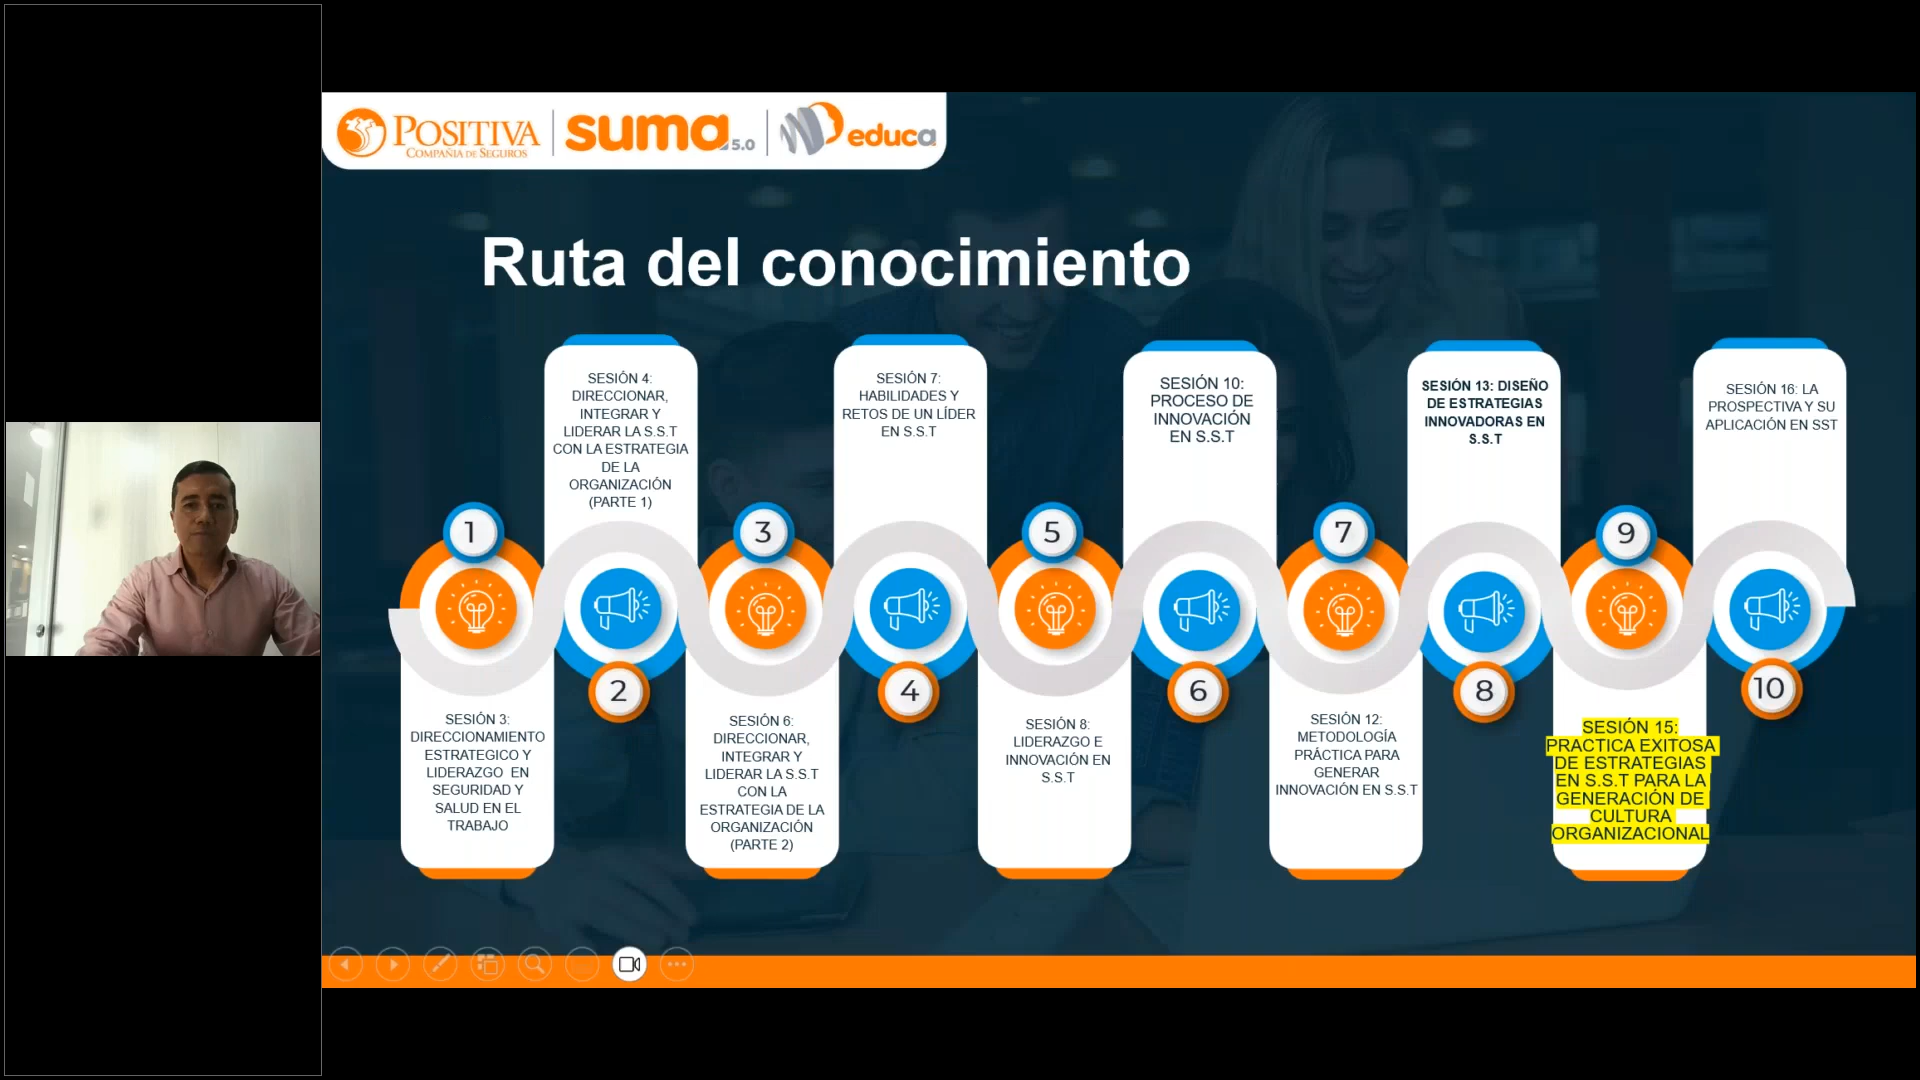 POSITIVA
COMPAÑIA DE SEGUROS
suma 5.0
educa
Ruta del conocimiento
1
SESIÓN 3:
DIRECCIONAMIENTO
ESTRATEGICO Y
LIDERAZGO EN
SEGURIDAD Y
SALUD EN EL
TRABAJO
SESIÓN 4:
DIRECCIONAR,
INTEGRAR Y
LIDERAR LA S.S.T
CON LA ESTRATEGIA
DE LA
ORGANIZACIÓN
(PARTE 1)
2
3
SESIÓN 6:
DIRECCIONAR,
INTEGRAR Y
LIDERAR LA S.S.T
CON LA
ESTRATEGIA DE LA
ORGANIZACIÓN
(PARTE 2)
SESIÓN 7:
HABILIDADES Y
RETOS DE UN LÍDER
EN S.S.T
4
5
SESIÓN 8:
LIDERAZGO E
INNOVACIÓN EN
S.S.T
SESIÓN 10:
PROCESO DE
INNOVACIÓN
EN S.S.T
6
7
SESIÓN 12:
METODOLOGÍA
PRÁCTICA PARA
GENERAR
INNOVACIÓN EN S.S.T
SESIÓN 13: DISEÑO
DE ESTRATEGIAS
INNOVADORAS EN
S.S.T
8
9
SESIÓN 15:
PRACTICA EXITOSA
DE ESTRATEGIAS
EN S.S.T PARA LA
GENERACIÓN DE
CULTURA
ORGANIZACIONAL
SESIÓN 16: LA
PROSPECTIVA Y SU
APLICACIÓN EN SST
10